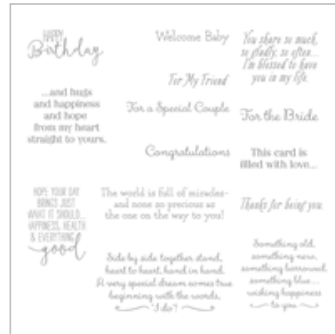 HAPPY
Birthday
Welcome Baby
You share so much,
so gladly, so often...
I'm blessed to have
you in my life.
For My Friend
...and hugs
and happiness
and hope
from my heart
straight to yours.
For a Special Couple
For the Bride
Congratulations
This card is
filled with love...
HOPE YOUR DAY
BRINGS JUST
WHAT IT SHOULD...
HAPPINESS, HEALTH
& EVERYTHING
good
The world is full of miracles-
and none so precious as
the one on the way to you!
Thanks for being you.
Side by side together stand,
heart to heart, hand in hand.
A very special dream comes true
beginning with the words,
"I do"!
Something old,
something new,
something borrowed,
something blue...
wishing happiness
to you